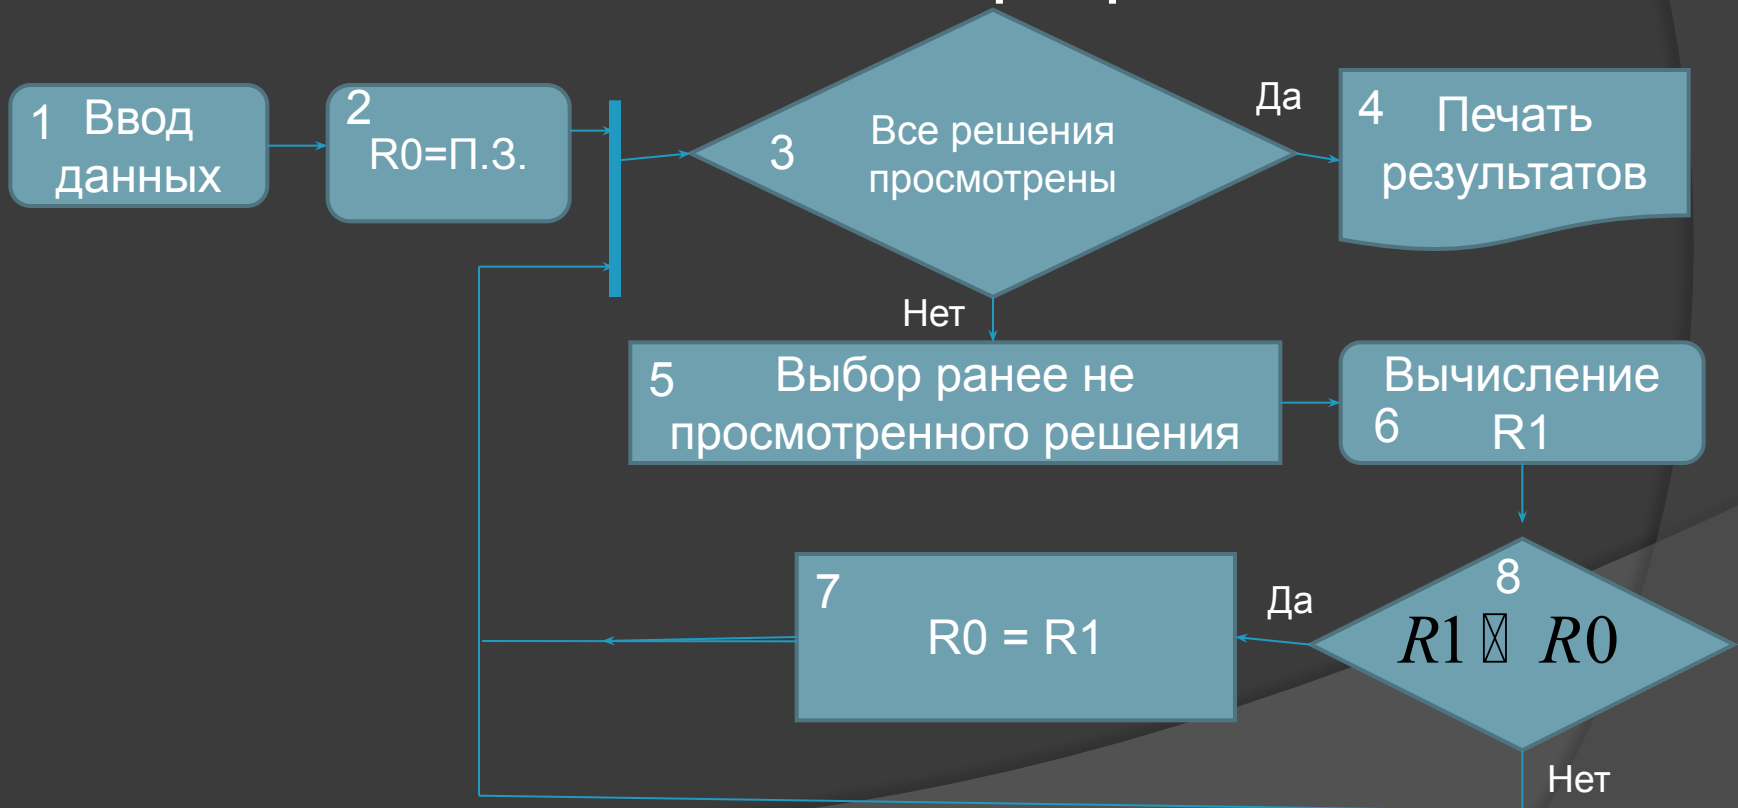 1 Ввод
данных
2
R0=П.З.
3
Все решения
просмотрены
Да
4 Печать
результатов
Нет
5 Выбор ранее не
просмотренного решения
Вычисление
6 R1
7
R0 = R1
Да
8
R1 R0
Нет